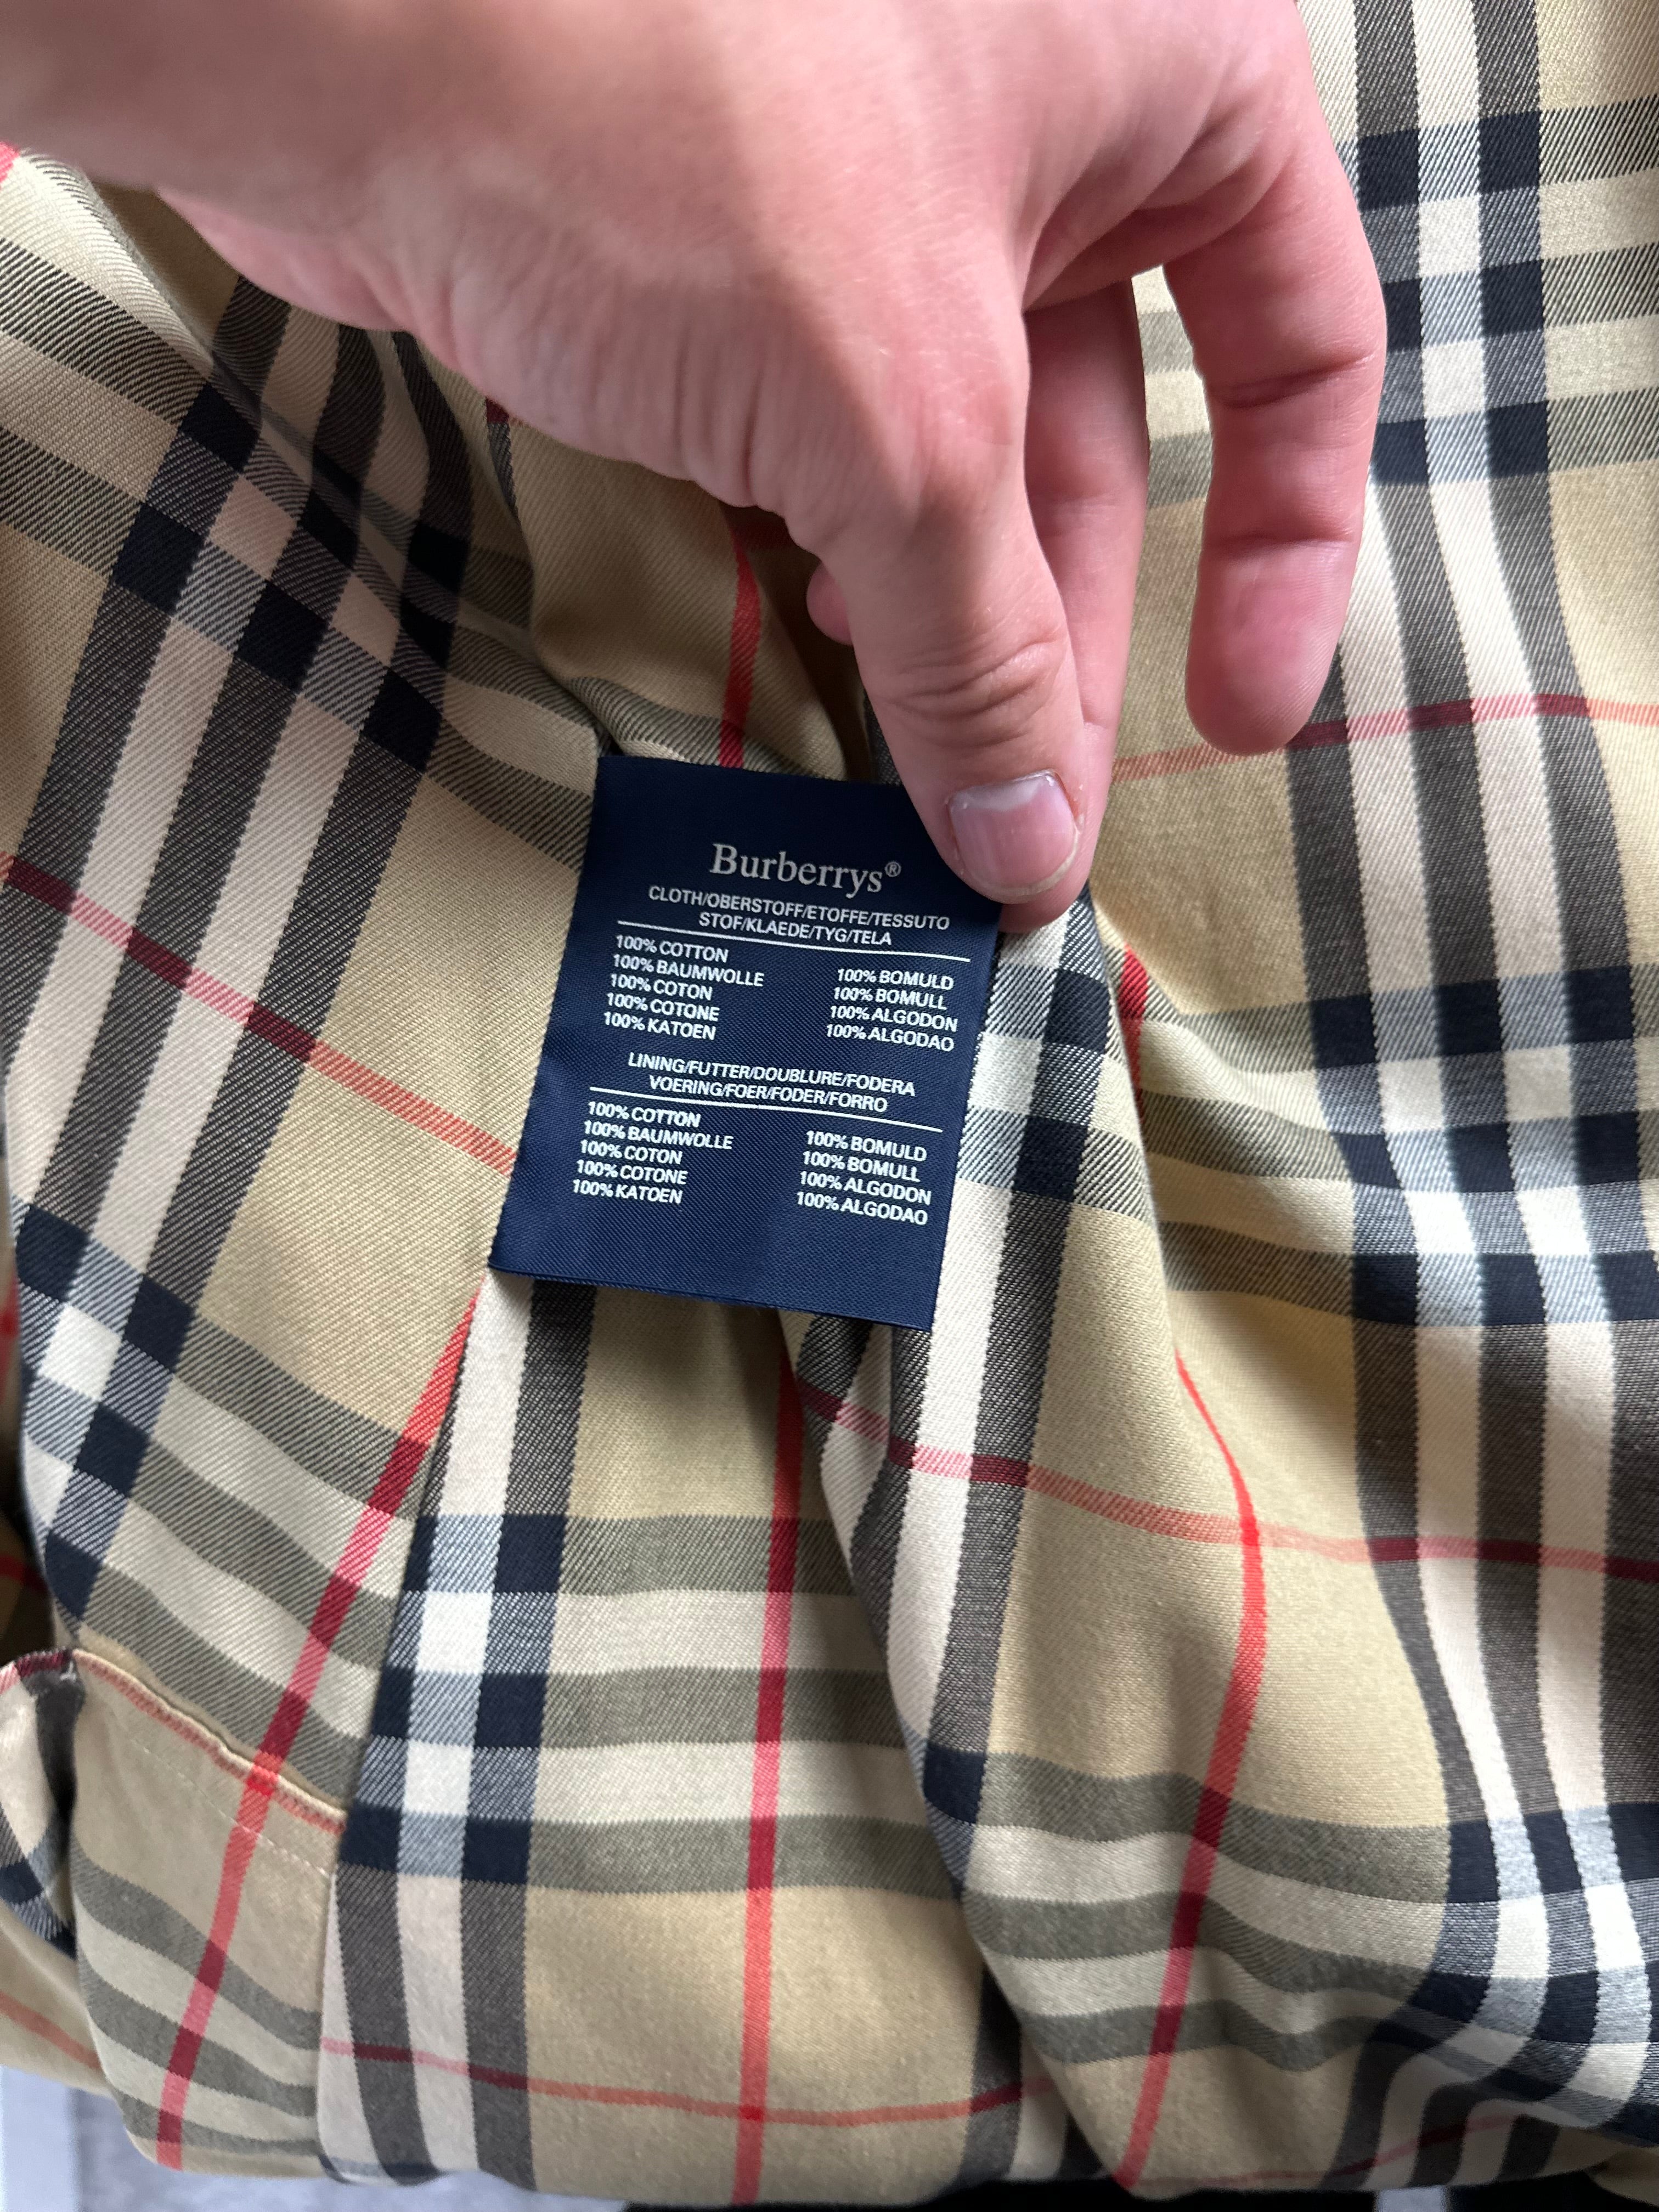 Burberrys®
CLOTH/OBERSTOFF/ETOFFE/TESSUTO
STOF/KLAEDE/TYG/TELA
100% COTTON
100% BAUMWOLLE
100% COTON
100% COTONE
100% KATOEN
100% BOMULD
100% BOMULL
100% ALGODON
100% ALGODAO
LINING/FUTTER/DOUBLURE/FODERA
VOERING/FOER/FODER/FORRO
100% COTTON
100% BAUMWOLLE
100% COTON
100% COTONE
100% KATOEN
100% BOMULD
100% BOMULL
100% ALGODON
100% ALGODAO